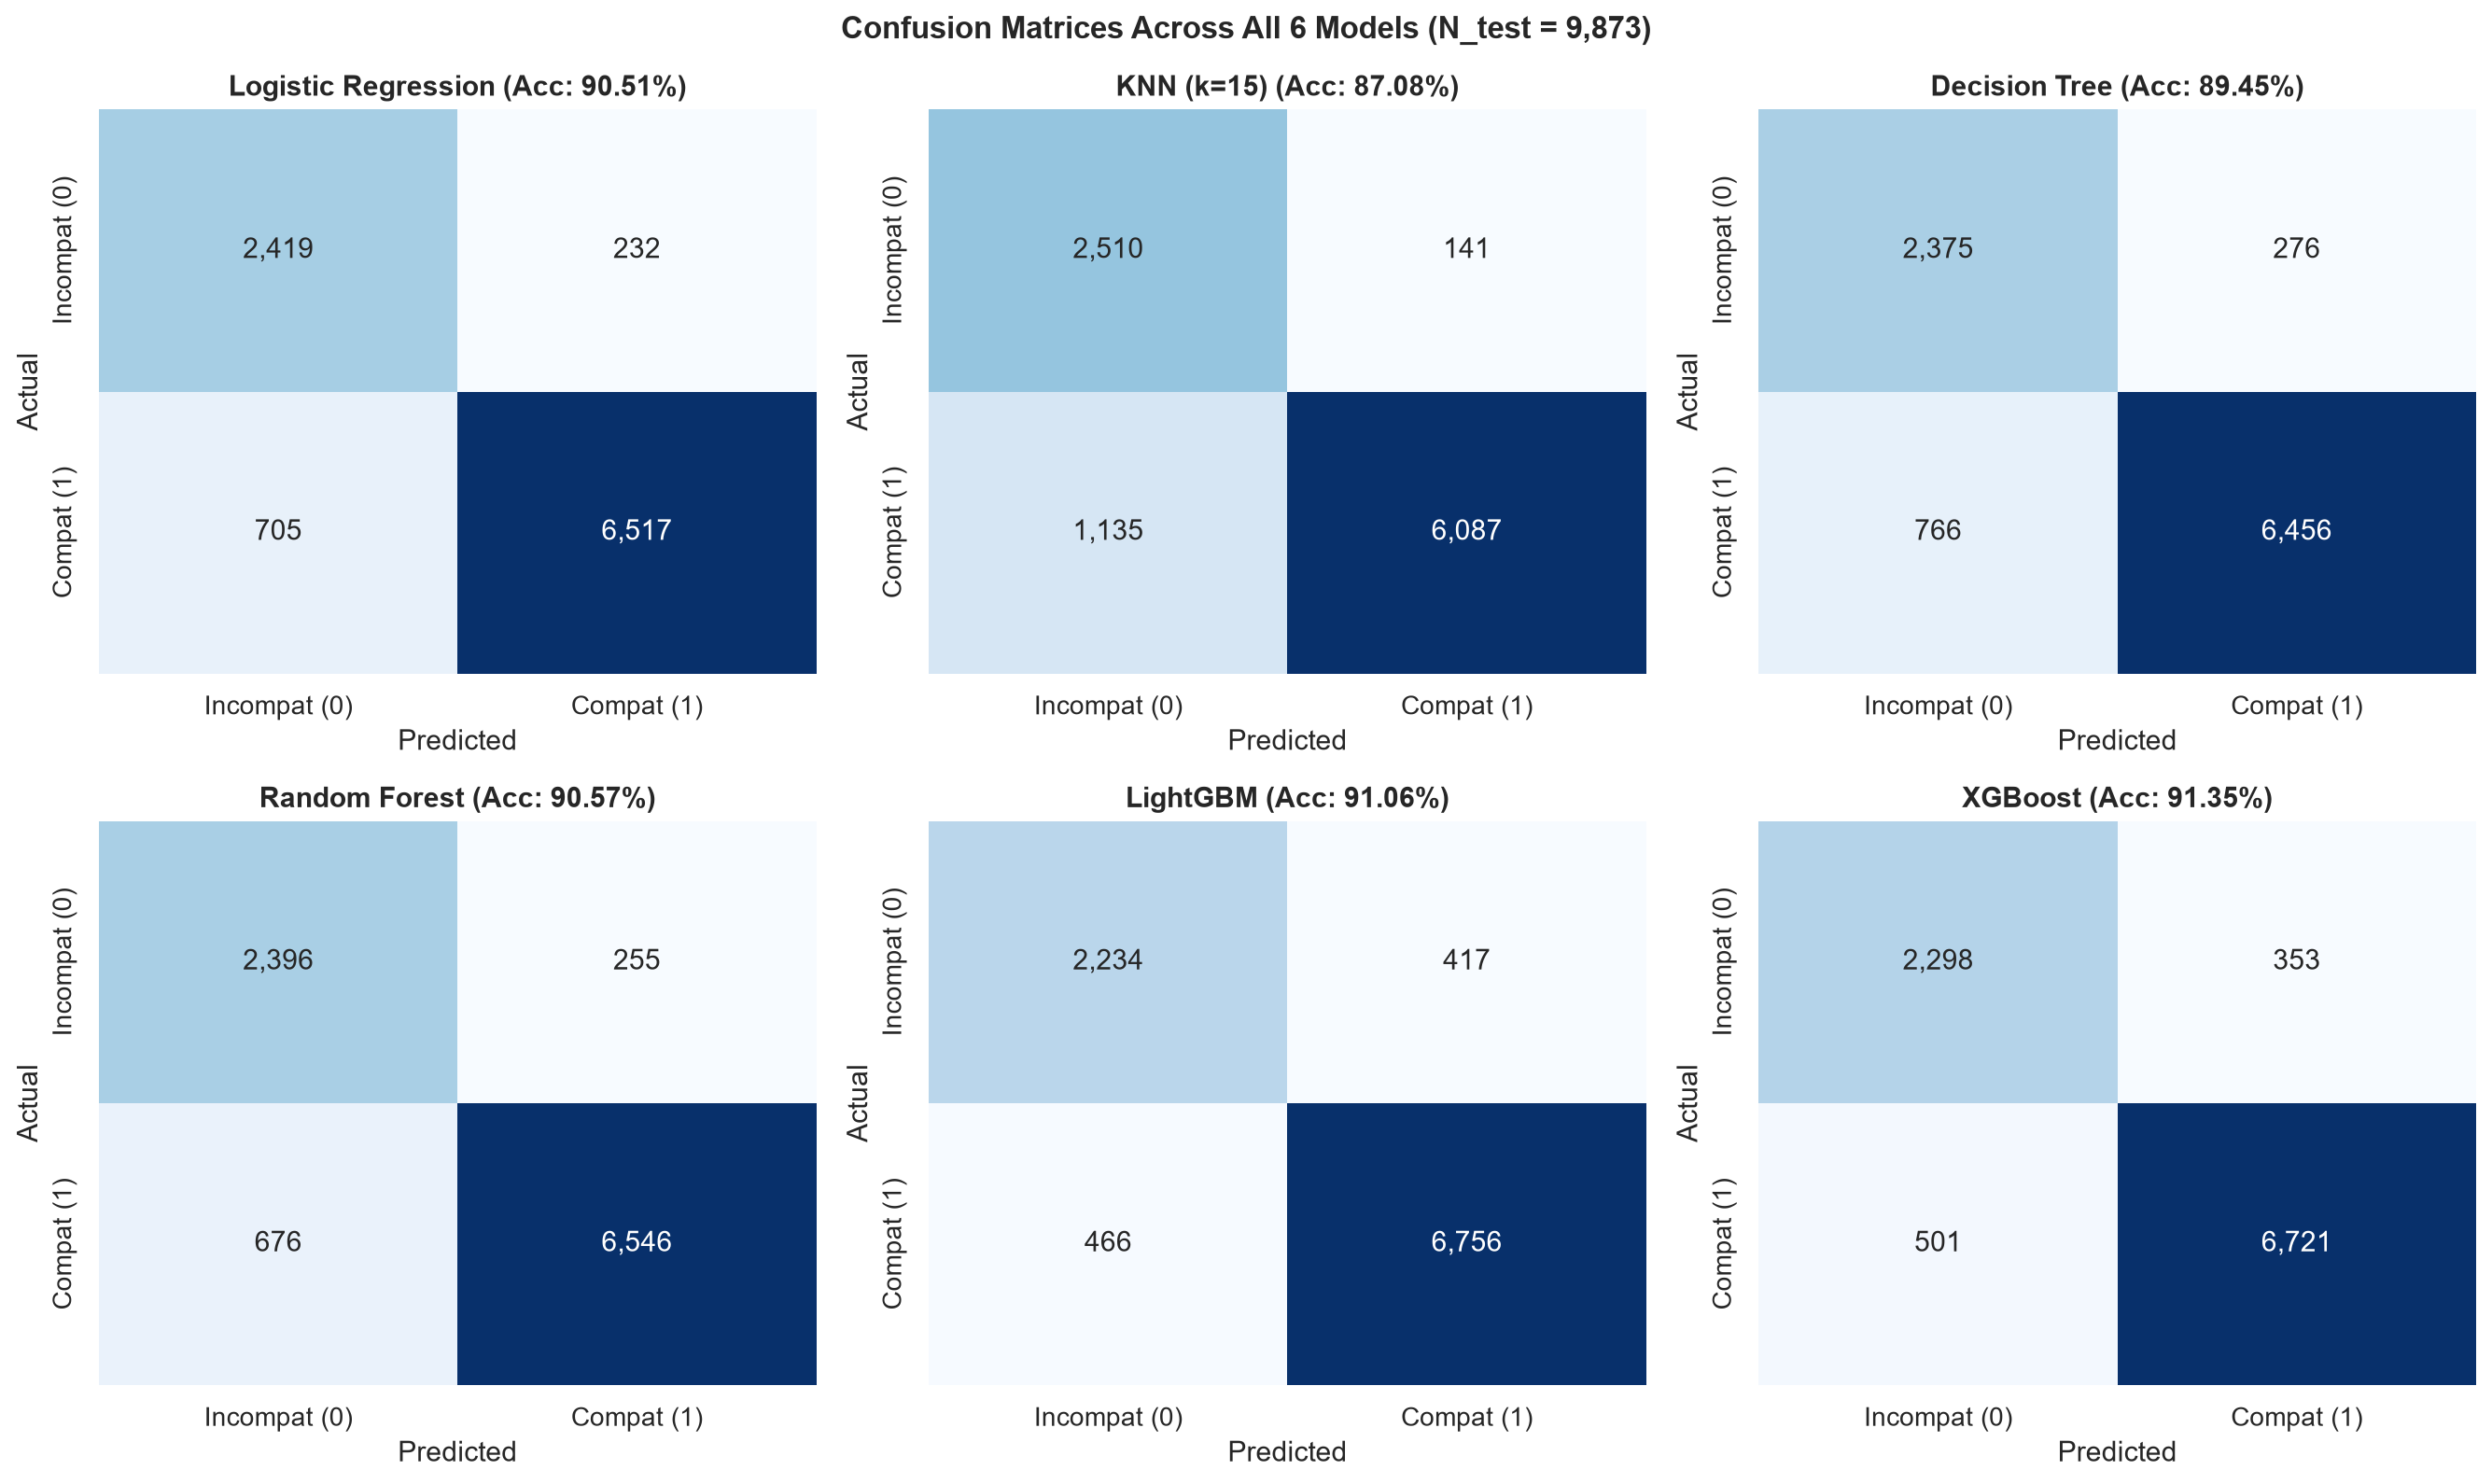 Confusion Matrices Across All 6 Models (N_test = 9,873)
Logistic Regression (Acc: 90.51%)
Actual
Incompat (0)
2,419 232
Compat (1)
705 6,517
Incompat (0) Compat (1)
Predicted
KNN (k=15) (Acc: 87.08%)
Actual
Incompat (0)
2,510 141
Compat (1)
1,135 6,087
Incompat (0) Compat (1)
Predicted
Decision Tree (Acc: 89.45%)
Actual
Incompat (0)
2,375 276
Compat (1)
766 6,456
Incompat (0) Compat (1)
Predicted
Random Forest (Acc: 90.57%)
Actual
Incompat (0)
2,396 255
Compat (1)
676 6,546
Incompat (0) Compat (1)
Predicted
LightGBM (Acc: 91.06%)
Actual
Incompat (0)
2,234 417
Compat (1)
466 6,756
Incompat (0) Compat (1)
Predicted
XGBoost (Acc: 91.35%)
Actual
Incompat (0)
2,298 353
Compat (1)
501 6,721
Incompat (0) Compat (1)
Predicted